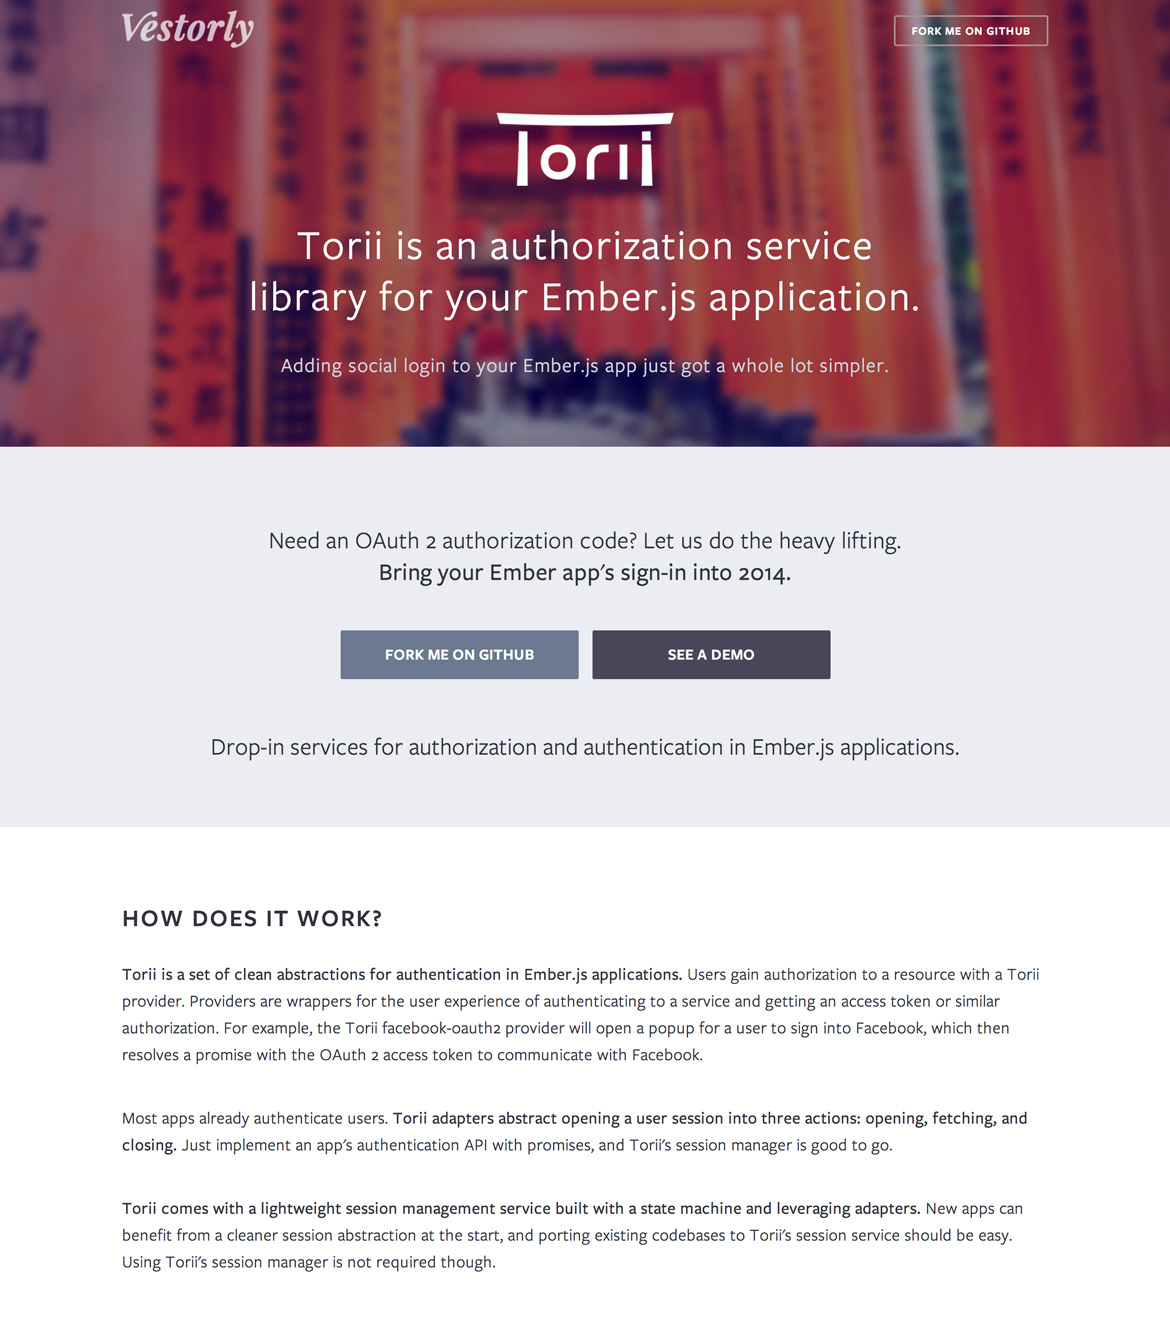 Vestorly
FORK ME ON GITHUB
Torii
Torii is an authorization service
library for your Ember.js application.
Adding social login to your Ember.js app just got a whole lot simpler.
Need an OAuth 2 authorization code? Let us do the heavy lifting.
Bring your Ember app's sign-in into 2014.
FORK ME ON GITHUB
SEE A DEMO
Drop-in services for authorization and authentication in Ember.js applications.
HOW DOES IT WORK?
Torii is a set of clean abstractions for authentication in Ember.js applications. Users gain authorization to a resource with a Torii
provider. Providers are wrappers for the user experience of authenticating to a service and getting an access token or similar
authorization. For example, the Torii facebook-oauth2 provider will open a popup for a user to sign into Facebook, which then
resolves a promise with the OAuth 2 access token to communicate with Facebook.
Most apps already authenticate users. Torii adapters abstract opening a user session into three actions: opening, fetching, and
closing. Just implement an app's authentication API with promises, and Torii's session manager is good to go.
Torii comes with a lightweight session management service built with a state machine and leveraging adapters. New apps can
benefit from a cleaner session abstraction at the start, and porting existing codebases to Torii's session service should be easy.
Using Torii's session manager is not required though.